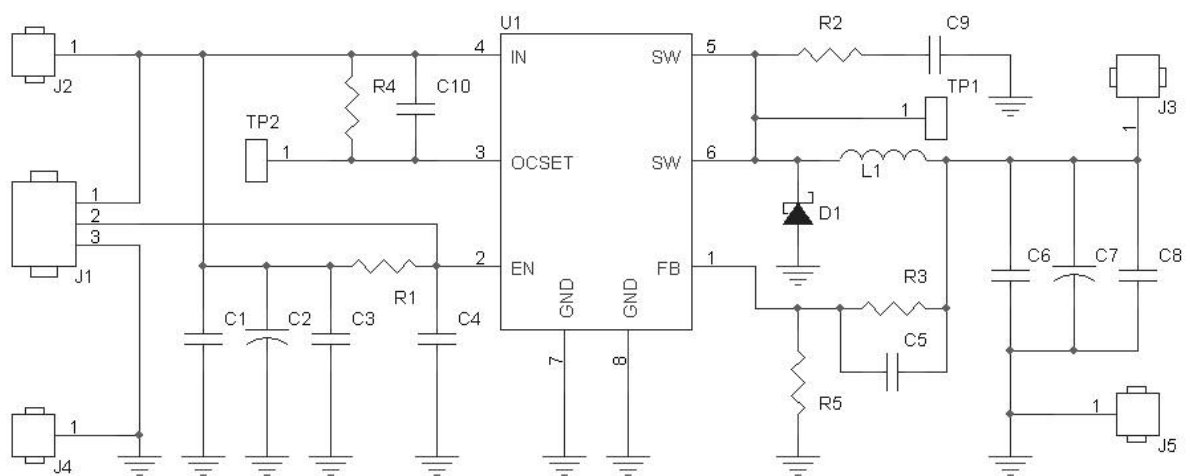 U1
R2
C9
1
4
IN
SW
5
J2
R4
C10
TP1
1
J3
TP2
1
1
3
OCSET
SW
6
L1
1
2
3
D1
J1
2
EN
FB
1
R1
R3
C6
C7
C8
GND
GND
C1
C2
C3
C4
C5
7
8
R5
1
J4
1
J5